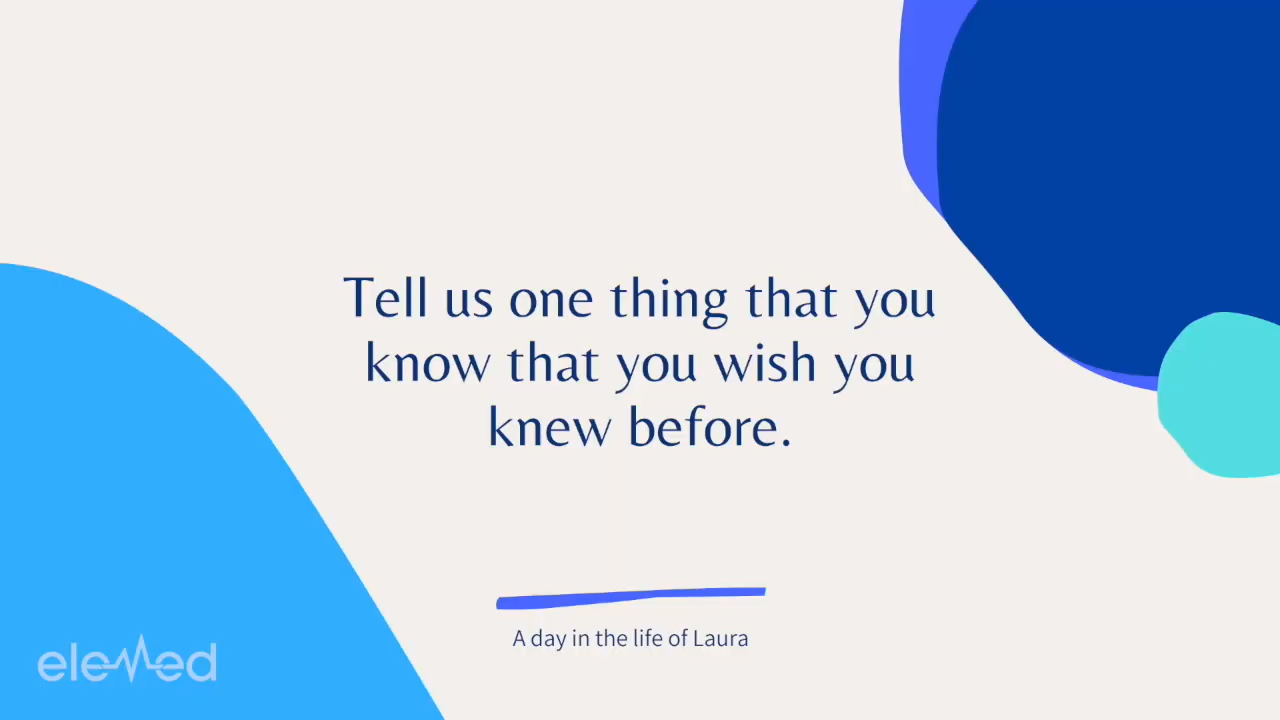 Tell us one thing that you
know that you wish you
knew before.
A day in the life of Laura
elemed